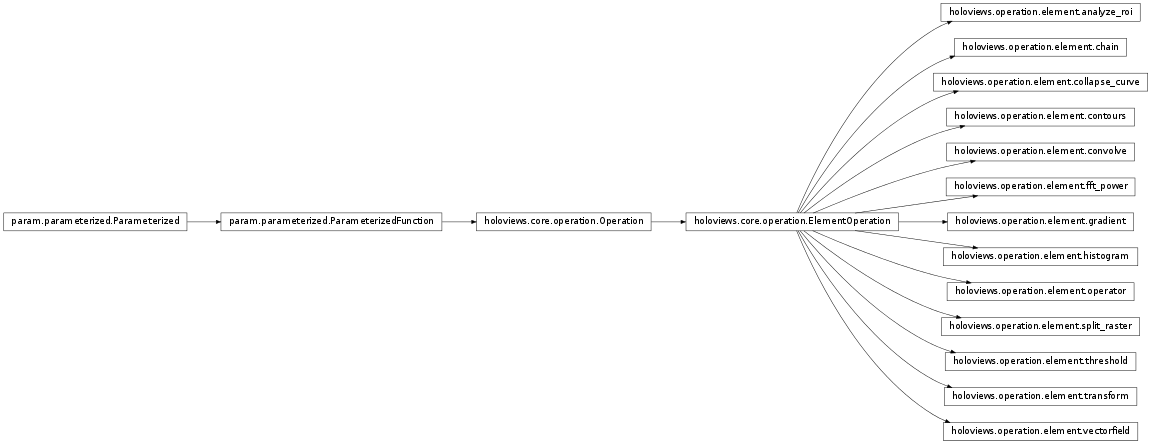 holoviews.operation.element.analyze_roi
holoviews.operation.element.chain
holoviews.operation.element.collapse_curve
holoviews.operation.element.contours
holoviews.operation.element.convolve
holoviews.operation.element.fft_power
param.parameterized.Parameterized
param.parameterized.ParameterizedFunction
holoviews.core.operation.Operation
holoviews.core.operation.ElementOperation
holoviews.operation.element.gradient
holoviews.operation.element.histogram
holoviews.operation.element.operator
holoviews.operation.element.split_raster
holoviews.operation.element.threshold
holoviews.operation.element.transform
holoviews.operation.element.vectorfield